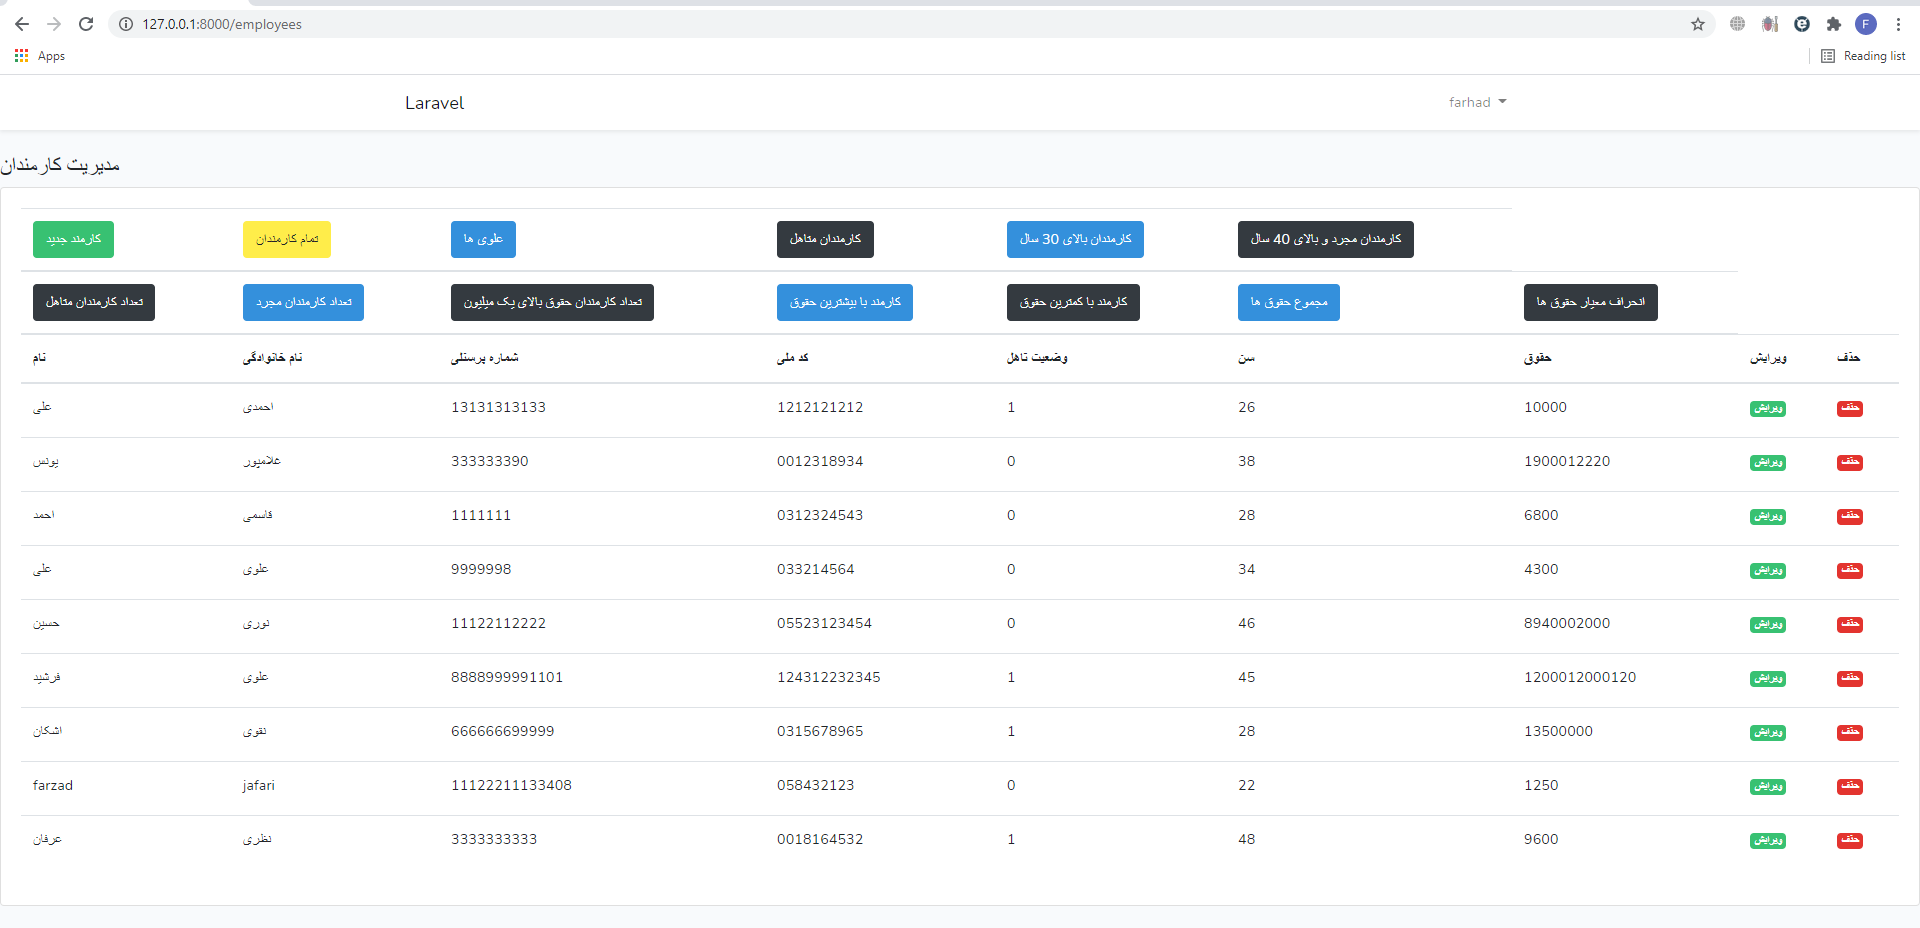 127.0.0.1:8000/employees
Apps Reading list
Laravel farhad
مدیریت کارمندان
کارمند جدید تمام کارمندان علوی ها کارمندان متاهل کارمندان بالای 30 سال کارمندان مجرد و بالای 40 سال
تعداد کارمندان متاهل تعداد کارمندان مجرد تعداد کارمندان حقوق بالای یک میلیون کارمند با بیشترین حقوق کارمند با کمترین حقوق مجموع حقوق ها انحراف معیار حقوق ها
نام نام خانوادگی شماره پرسنلی کد ملی وضعیت تاهل سن حقوق ویرایش حذف
علی احمدی 13131313133 1212121212 1 26 10000 ویرایش حذف
یونس غلامپور 333333390 0012318934 0 38 1900012220 ویرایش حذف
احمد قاسمی 1111111 0312324543 0 28 6800 ویرایش حذف
علی علوی 9999998 033214564 0 34 4300 ویرایش حذف
حسین نوری 11122112222 05523123454 0 46 8940002000 ویرایش حذف
فرشید علوی 8888999991101 124312232345 1 45 1200012000120 ویرایش حذف
اشکان نقوی 666666699999 0315678965 1 28 13500000 ویرایش حذف
farzad jafari 11122211133408 058432123 0 22 1250 ویرایش حذف
عرفان نظری 3333333333 0018164532 1 48 9600 ویرایش حذف